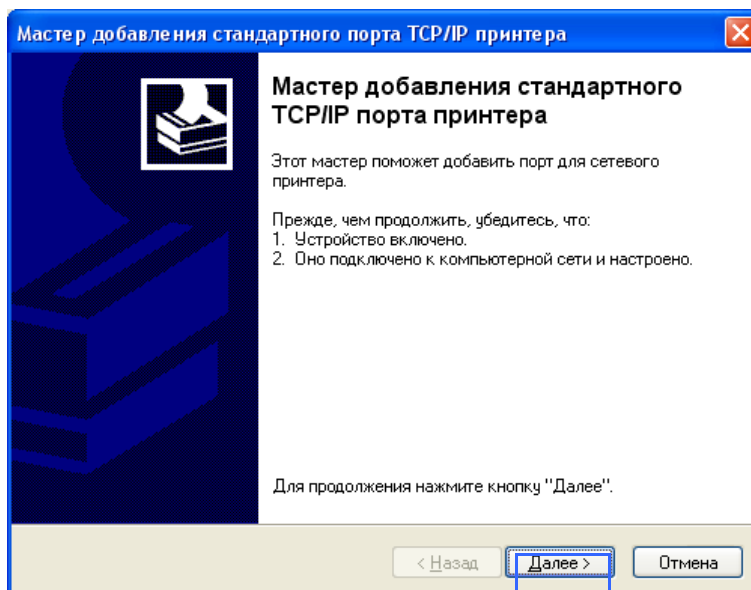 Мастер добавления стандартного порта TCP/IP принтера
Мастер добавления стандартного
TCP/IP порта принтера
Этот мастер поможет добавить порт для сетевого
принтера.
Прежде, чем продолжить, убедитесь, что:
1. Устройство включено.
2. Оно подключено к компьютерной сети и настроено.
Для продолжения нажмите кнопку "Далее".
< Назад Далее > Отмена